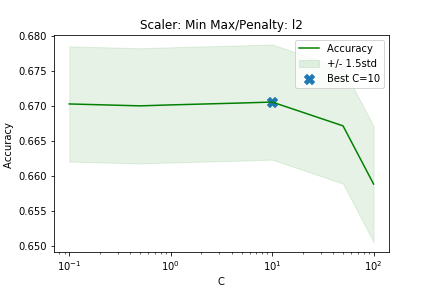 Scaler: Min Max/Penalty: l2
Accuracy
+/- 1.5std
Best C=10
0.680
0.675
0.670
0.665
0.660
0.655
0.650
Accuracy
10⁻¹
10⁰
10¹
10²
C